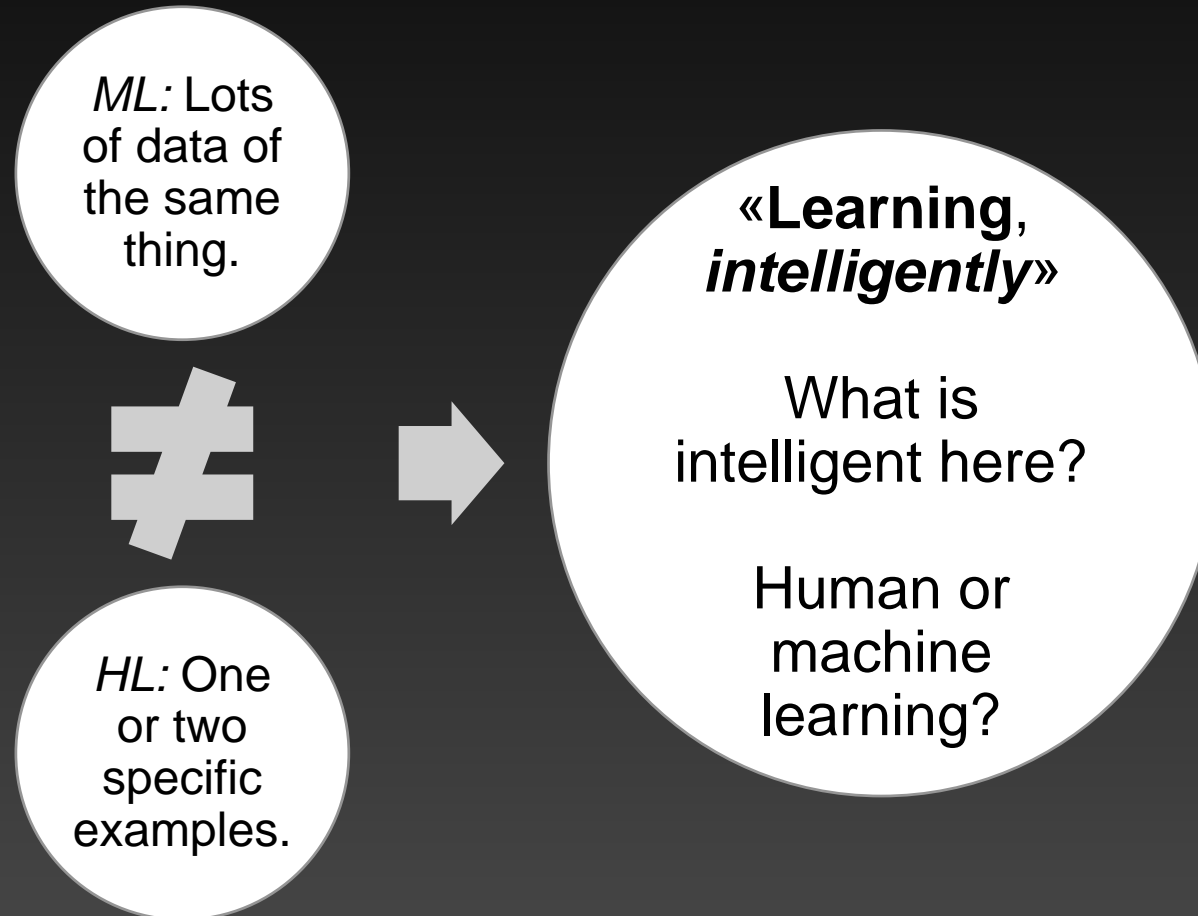 ML: Lots
of data of
the same
thing.
≠
HL: One
or two
specific
examples.
«Learning,
intelligently»
What is
intelligent here?
Human or
machine
learning?